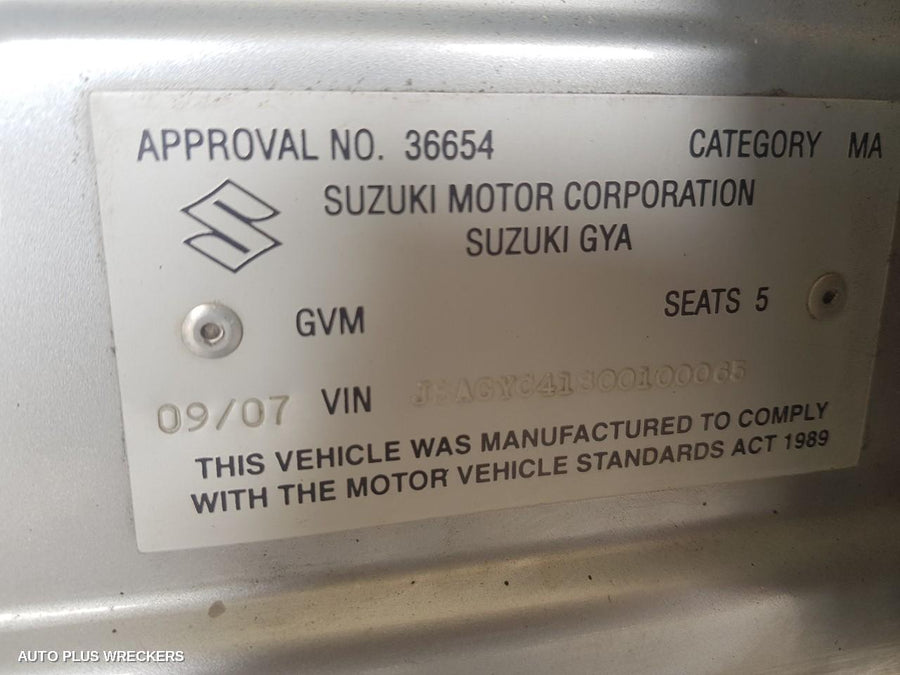 APPROVAL NO. 36654 CATEGORY MA
SUZUKI MOTOR CORPORATION
SUZUKI GYA
GVM SEATS 5
09/07 VIN
THIS VEHICLE WAS MANUFACTURED TO COMPLY
WITH THE MOTOR VEHICLE STANDARDS ACT 1989
AUTO PLUS WRECKERS